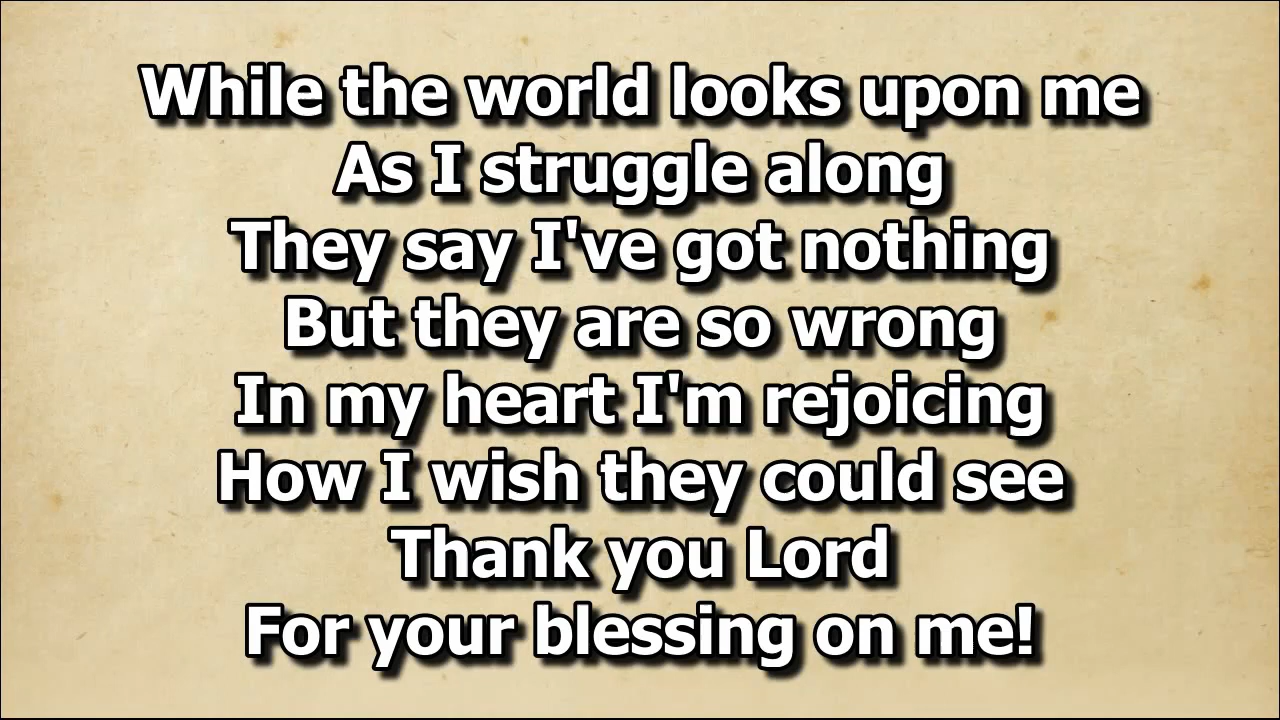 While the world looks upon me
As I struggle along
They say I've got nothing
But they are so wrong
In my heart I'm rejoicing
How I wish they could see
Thank you Lord
For your blessing on me!